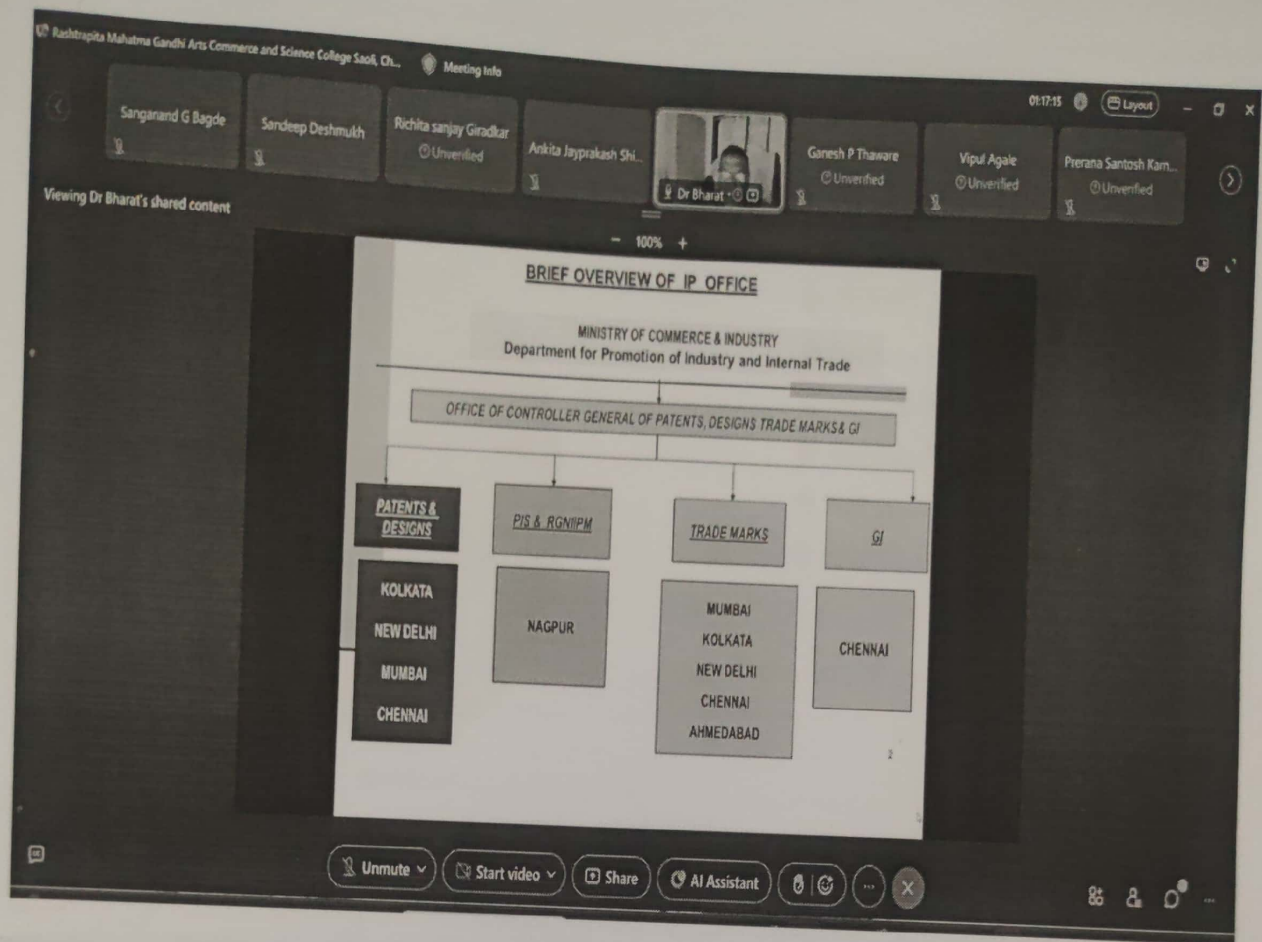 Rashtrapita Mahatma Gandhi Arts Commerce and Science College Saoli, Ch...
Meeting Info
01:17:15
Layout
Sanganand G Bagde
Sandeep Deshmukh
Richita sanjay Giradkar
Unverified
Ankita Jayprakash Shi...
Dr Bharat
Ganesh P Thaware
Unverified
Vipul Agale
Unverified
Prerana Santosh Kam...
Unverified
Viewing Dr Bharat's shared content
− 100% +
BRIEF OVERVIEW OF IP OFFICE
MINISTRY OF COMMERCE & INDUSTRY
Department for Promotion of Industry and Internal Trade
OFFICE OF CONTROLLER GENERAL OF PATENTS, DESIGNS TRADE MARKS & GI
PATENTS &
DESIGNS
KOLKATA
NEW DELHI
MUMBAI
CHENNAI
PIS & RGNIIPM
NAGPUR
TRADE MARKS
MUMBAI
KOLKATA
NEW DELHI
CHENNAI
AHMEDABAD
GI
CHENNAI
2
Unmute
Start video
Share
AI Assistant